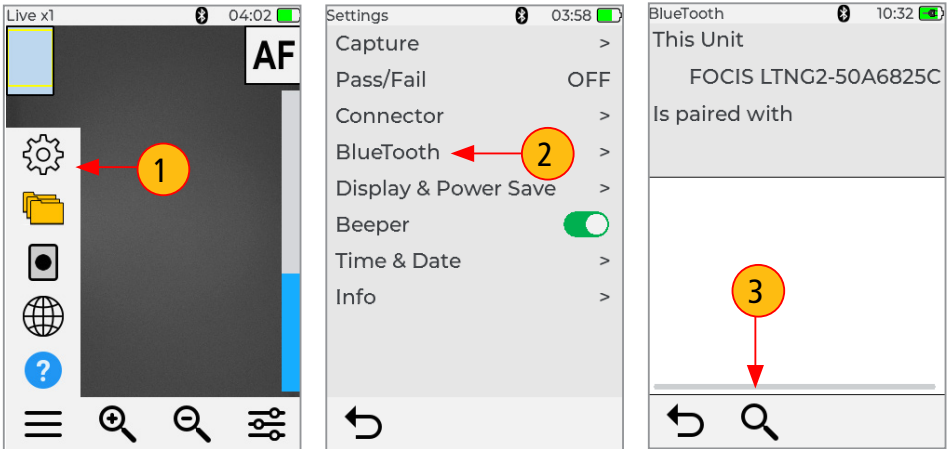 Live x1 04:02
AF
1
?
Settings 03:58
Capture >
Pass/Fail OFF
Connector >
BlueTooth >
2
Display & Power Save >
Beeper
Time & Date >
Info >
BlueTooth 10:32
This Unit
FOCIS LTNG2-50A6825C
Is paired with
3